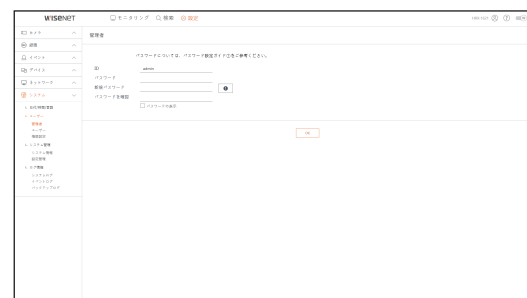 WISENET
モニタリング 検索 設定
管理者
カメラ
録画
イベント
デバイス
ネットワーク
システム
日付/時間/言語
ユーザー
管理者
ユーザー
権限設定
システム管理
システム情報
設定管理
ログ情報
システムログ
イベントログ
バックアップログ
パスワードについては、パスワード設定ガイド①をご参考ください。
ID admin
パスワード
新規パスワード
パスワードを確認
パスワードの表示
OK